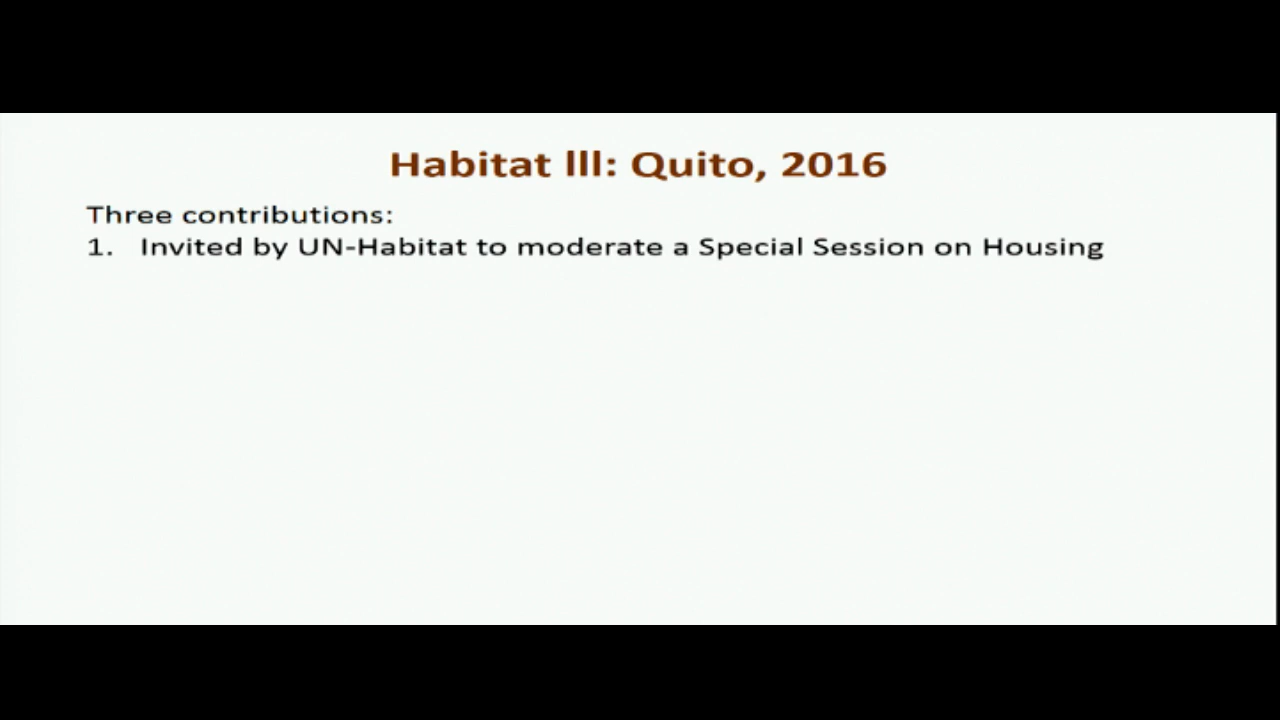 Habitat lll: Quito, 2016
Three contributions:
1. Invited by UN-Habitat to moderate a Special Session on Housing